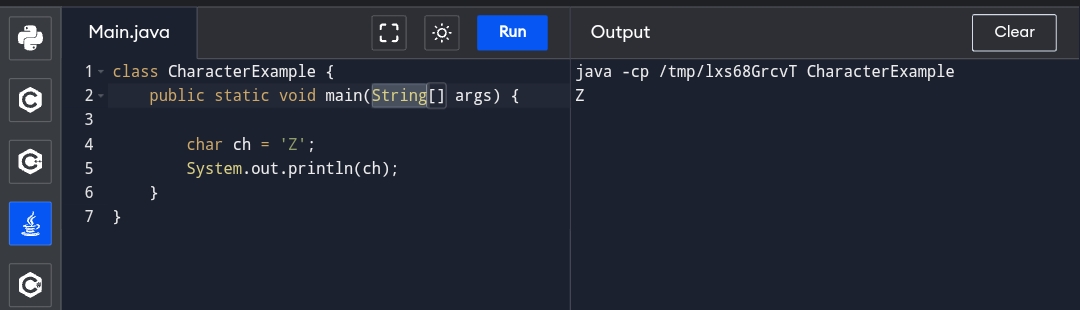 Main.java
Run
Output
Clear
1 class CharacterExample {
2     public static void main(String[] args) {
3
4         char ch = 'Z';
5         System.out.println(ch);
6     }
7 }
java -cp /tmp/lxs68GrcvT CharacterExample
Z
C
C++
C#